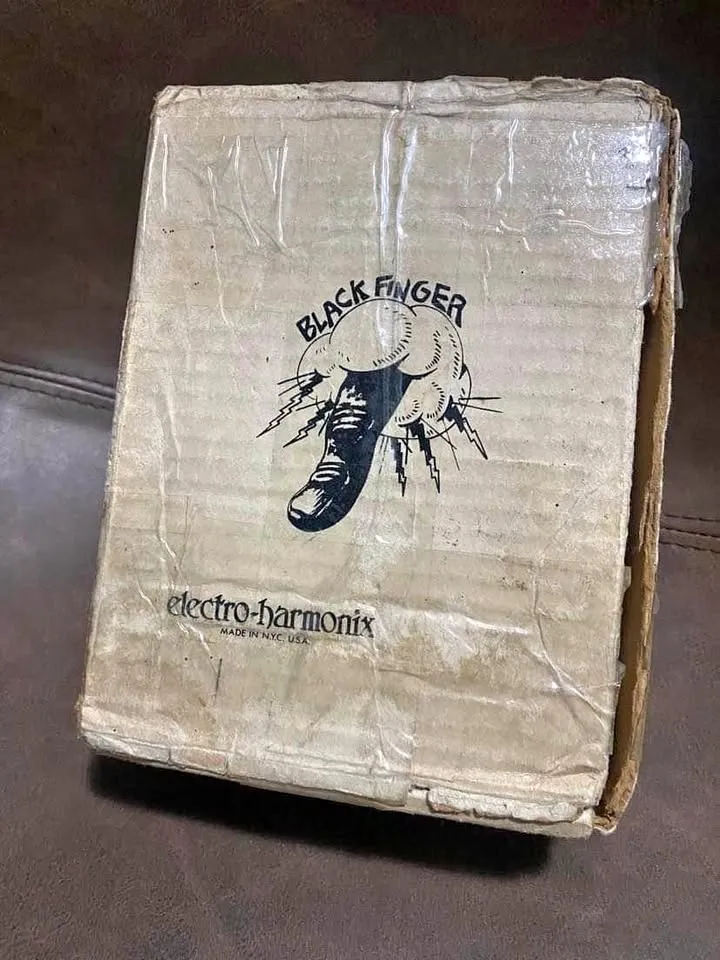 BLACK FINGER
electro-harmonix
MADE IN N.Y.C. U.S.A.